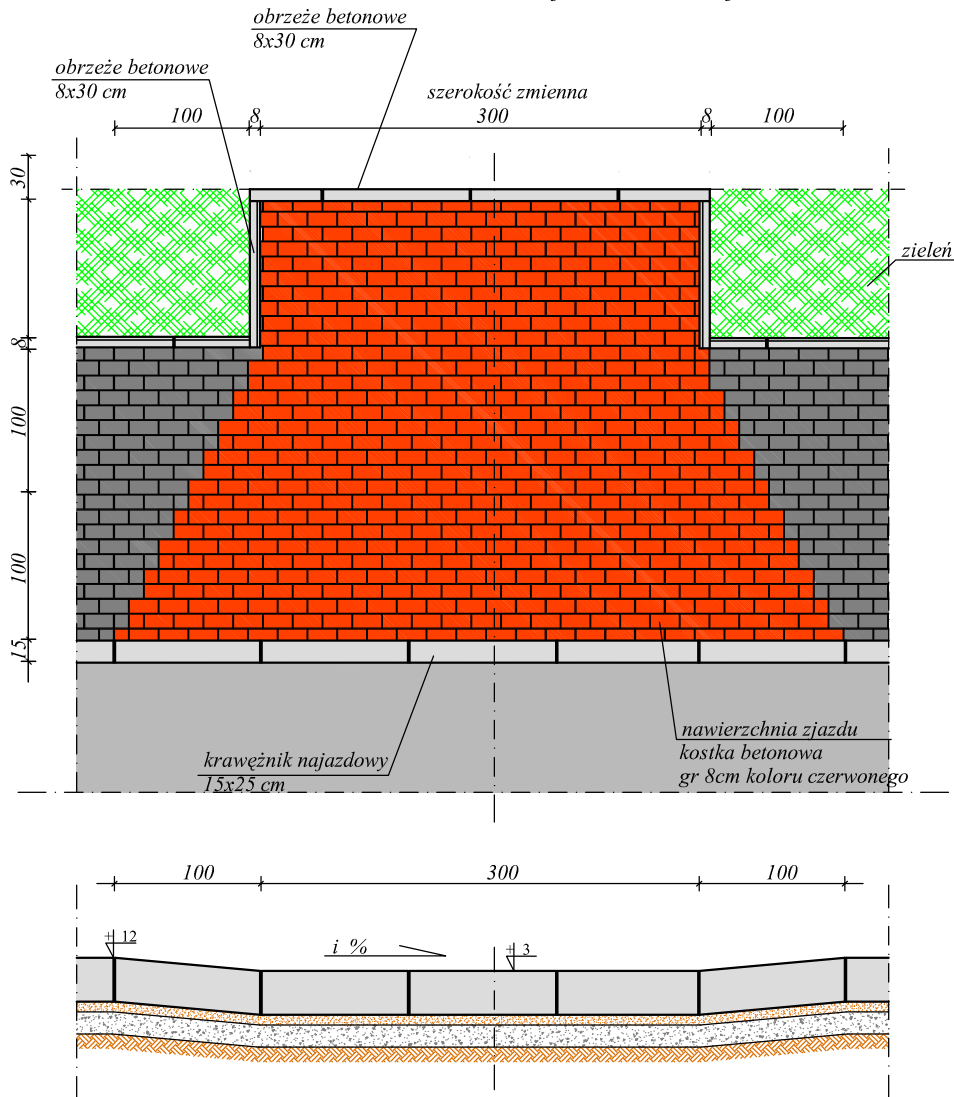 obrzeże betonowe
8x30 cm
obrzeże betonowe
8x30 cm
szerokość zmienna
100
8
300
8
100
30
zieleń
8
100
100
15
nawierzchnia zjazdu
kostka betonowa
gr 8cm koloru czerwonego
krawężnik najazdowy
15x25 cm
100
300
100
+ 12
i %
+ 3